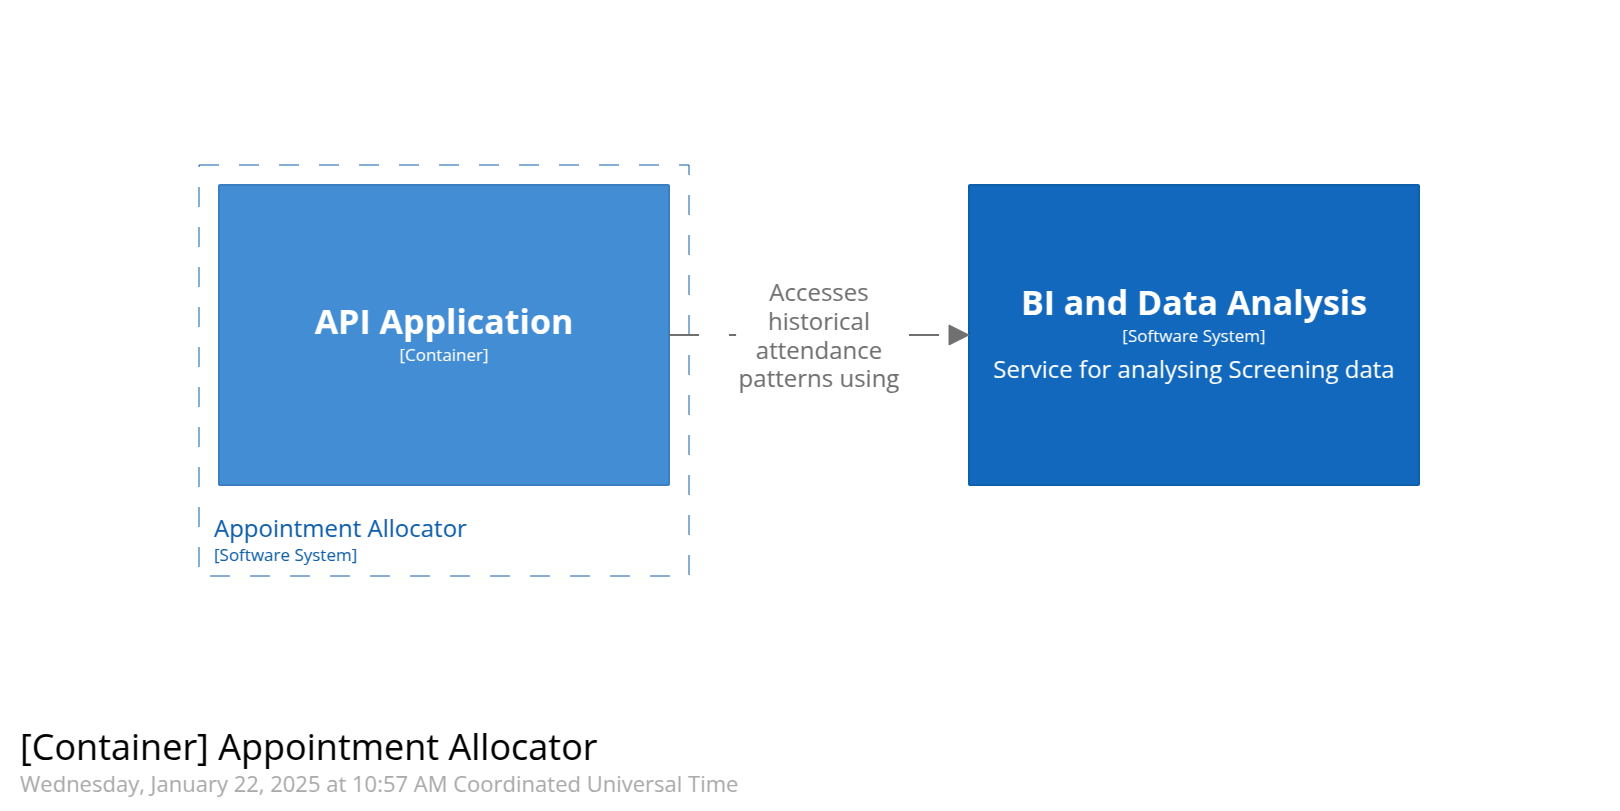 API Application
[Container]
Appointment Allocator
[Software System]
Accesses
historical
attendance
patterns using
BI and Data Analysis
[Software System]
Service for analysing Screening data
[Container] Appointment Allocator
Wednesday, January 22, 2025 at 10:57 AM Coordinated Universal Time